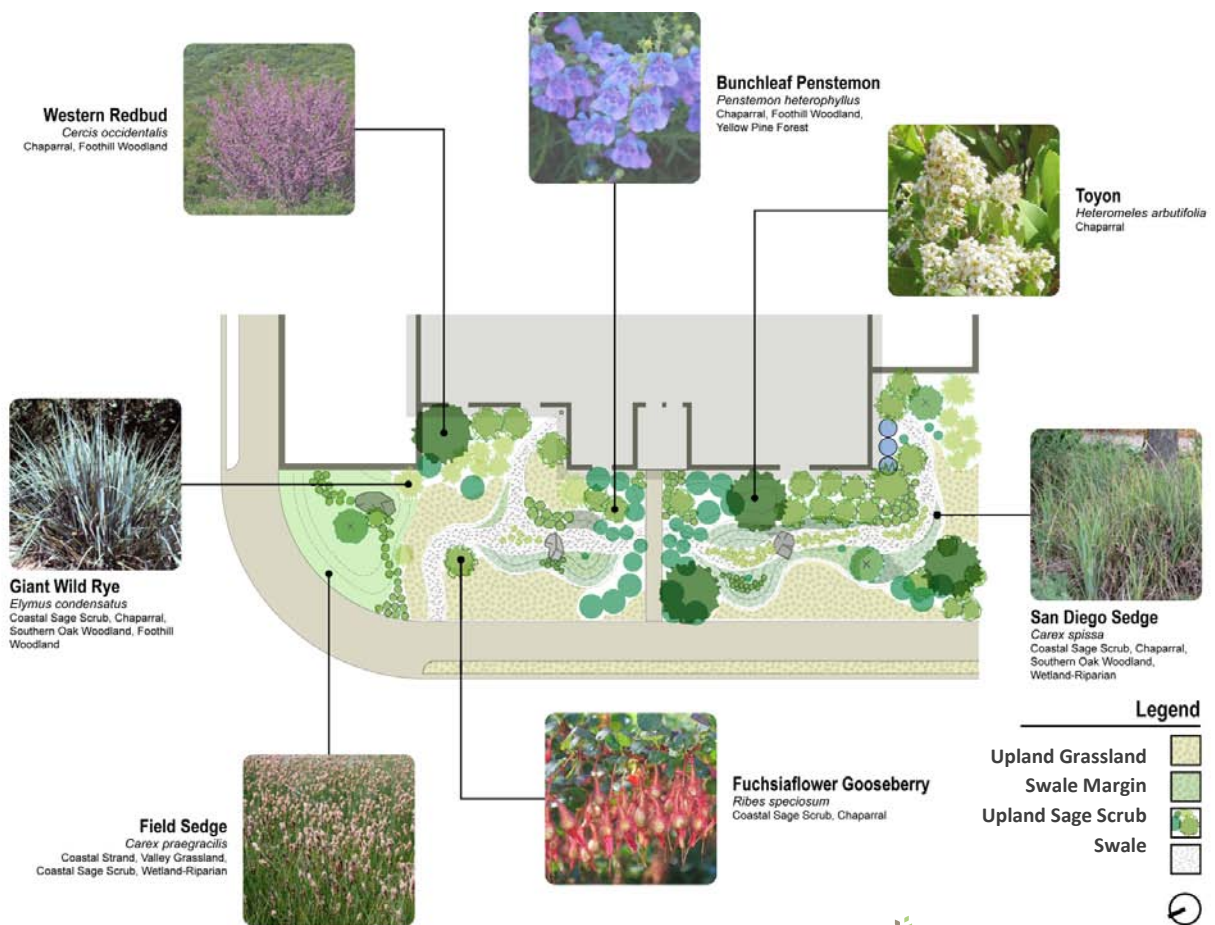 Western Redbud
Cercis occidentalis
Chaparral, Foothill Woodland
Bunchleaf Penstemon
Penstemon heterophyllus
Chaparral, Foothill Woodland,
Yellow Pine Forest
Toyon
Heteromeles arbutifolia
Chaparral
Giant Wild Rye
Elymus condensatus
Coastal Sage Scrub, Chaparral,
Southern Oak Woodland, Foothill
Woodland
San Diego Sedge
Carex spissa
Coastal Sage Scrub, Chaparral,
Southern Oak Woodland,
Wetland-Riparian
Field Sedge
Carex praegracilis
Coastal Strand, Valley Grassland,
Coastal Sage Scrub, Wetland-Riparian
Fuchsiaflower Gooseberry
Ribes speciosum
Coastal Sage Scrub, Chaparral
Legend
Upland Grassland
Swale Margin
Upland Sage Scrub
Swale